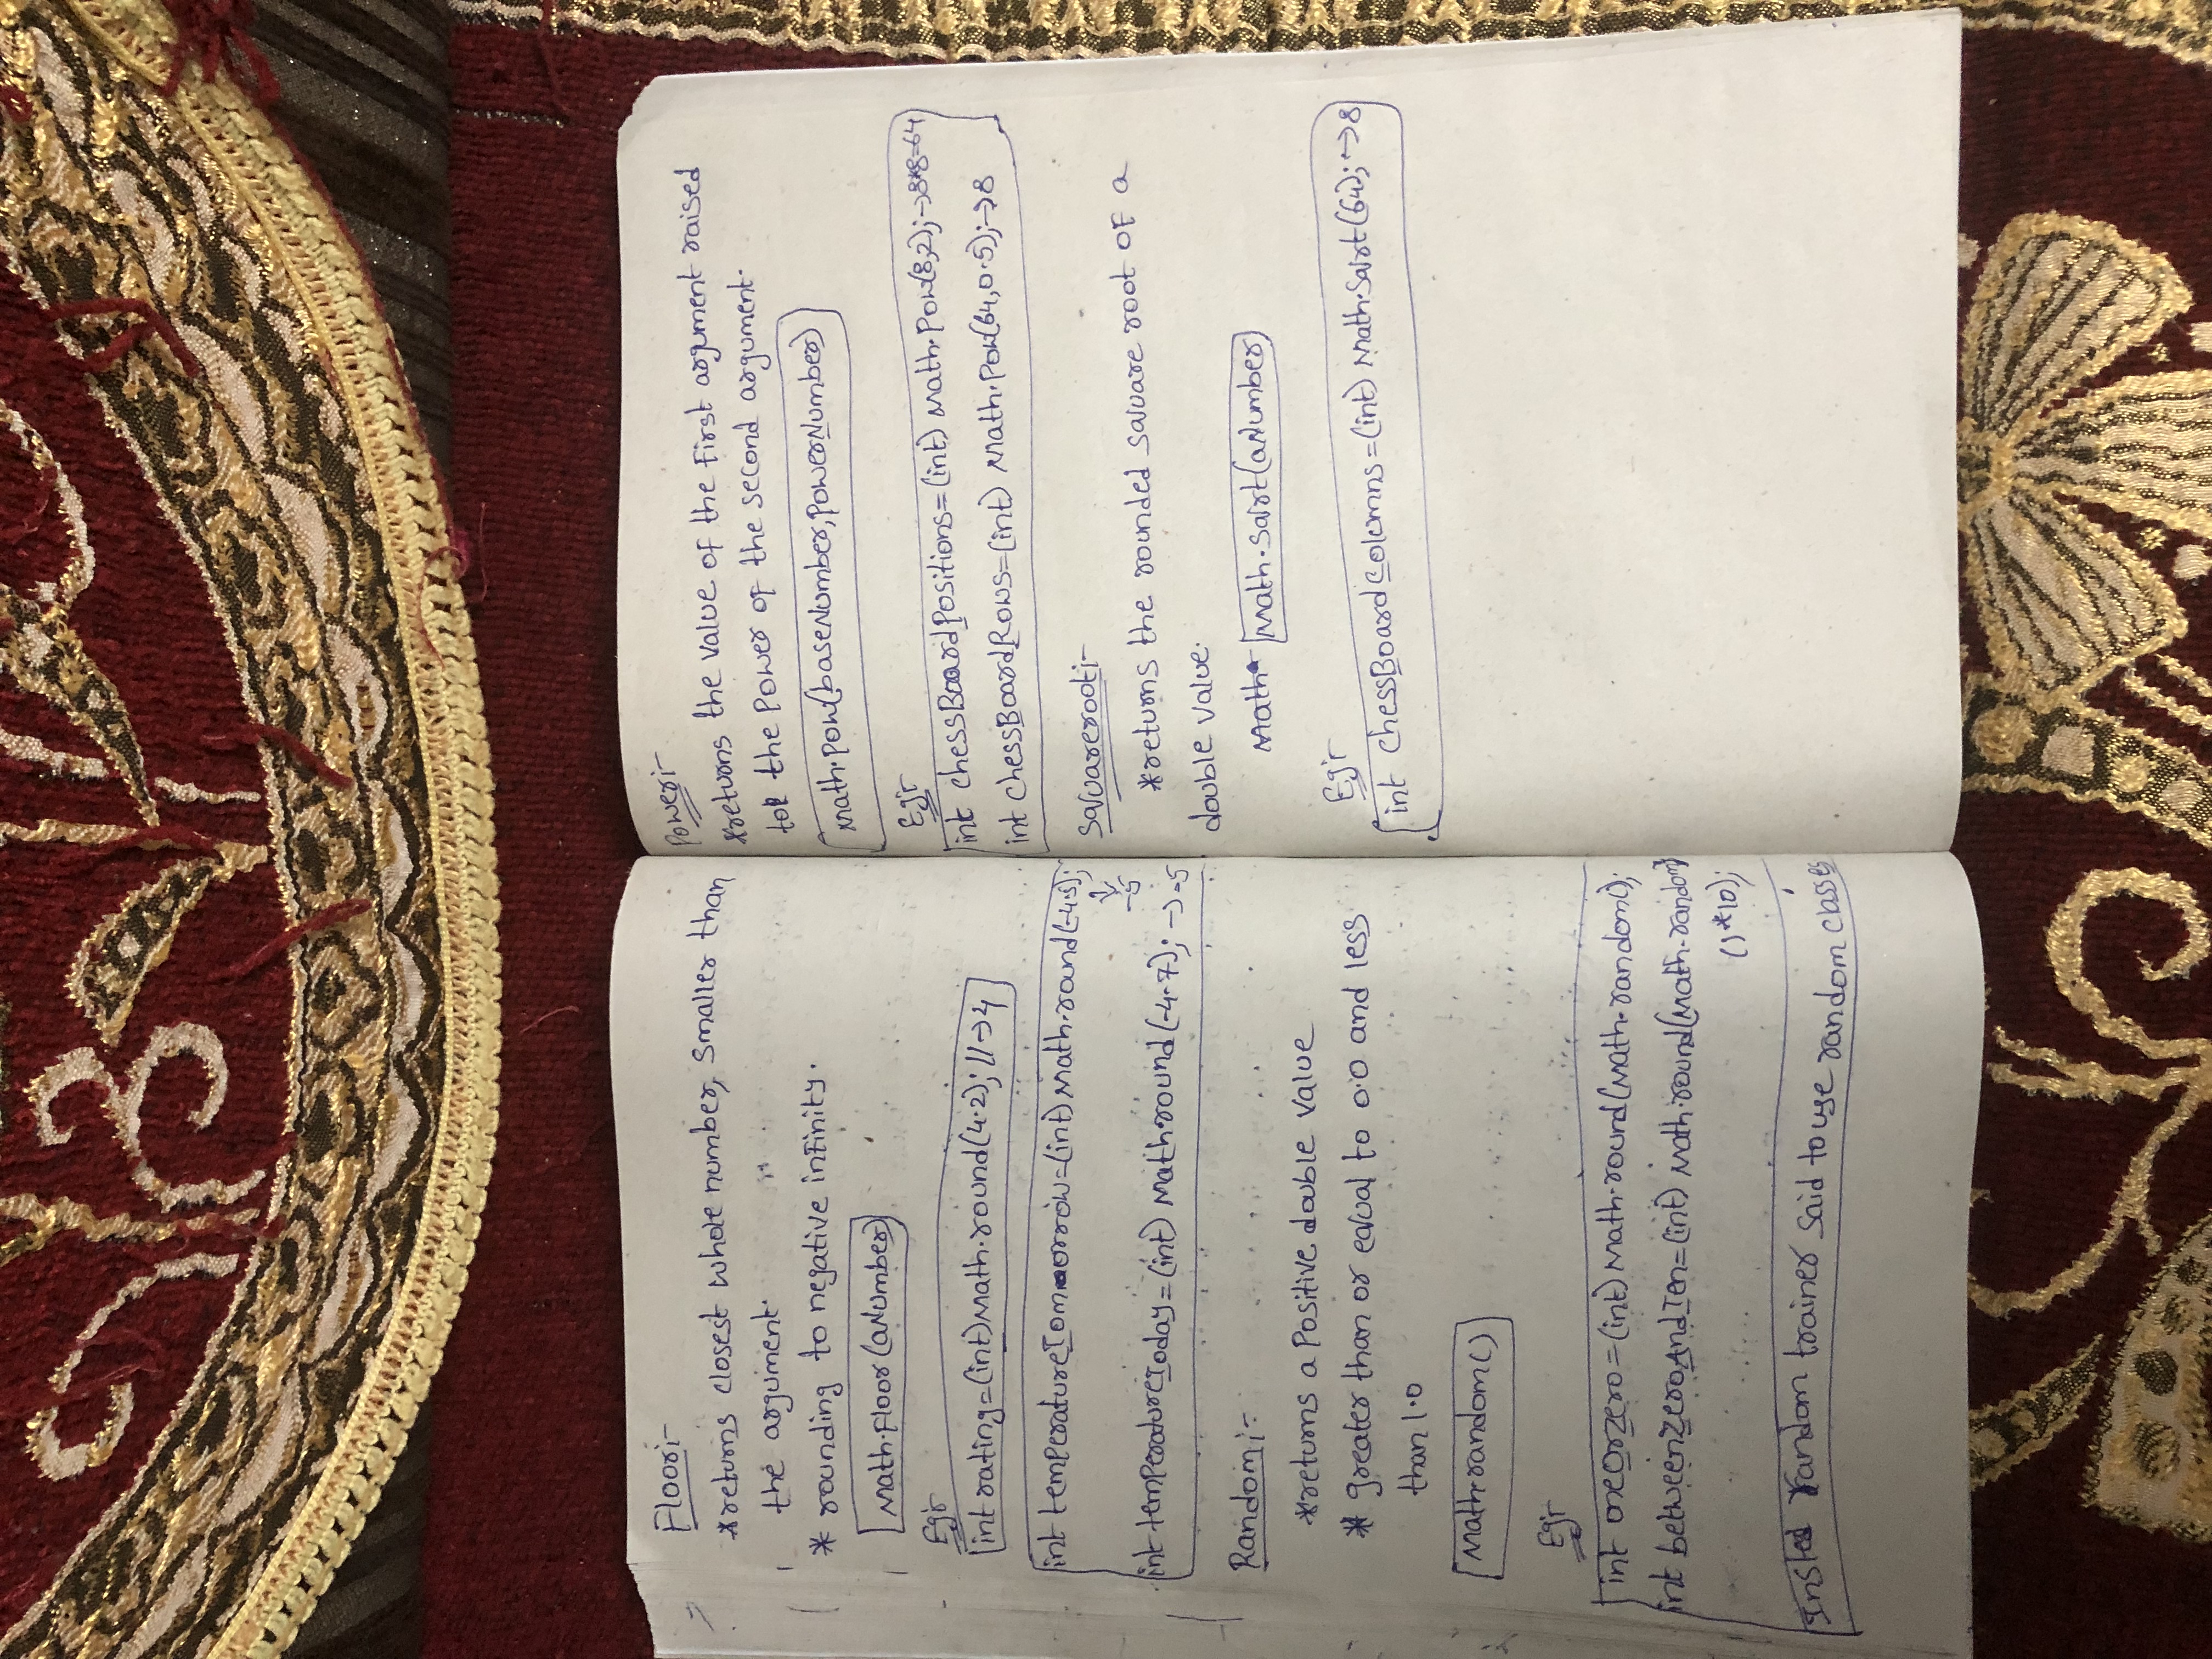 Floor:-
*returns closest whole number, smaller than
the argument.
* rounding to negative infinity.
Math.floor(aNumber)
Eg:-
int rating=(int)Math.round(4.2); //→4
int temperatureTomorrow=(int)Math.round(-4.5);
→
-5
int temperatureToday=(int) Math.round(-4.7); →-5
Random:-
*returns a positive double value
* greater than or equal to 0.0 and less
than 1.0
Math.random()
Eg:-
int oneOrZero=(int) Math.round(Math.random();
int betweenZeroAndTen=(int) Math.round(Math.random
()*10);
Insted random trainer said to use random classes
Power:-
*returns the value of the first argument raised
to the power of the second argument.
Math.pow(baseNumber,powerNumber)
Eg:-
int chessBoardPositions=(int) Math.pow(8,2);→8*8=64
int chessBoardRows=(int) Math.pow(64,0.5);→8
Squareroot:-
*returns the rounded square root of a
double value.
Math. Math.sqrt(aNumber)
Eg:-
int chessBoardColumns=(int) Math.sqrt(64); →8